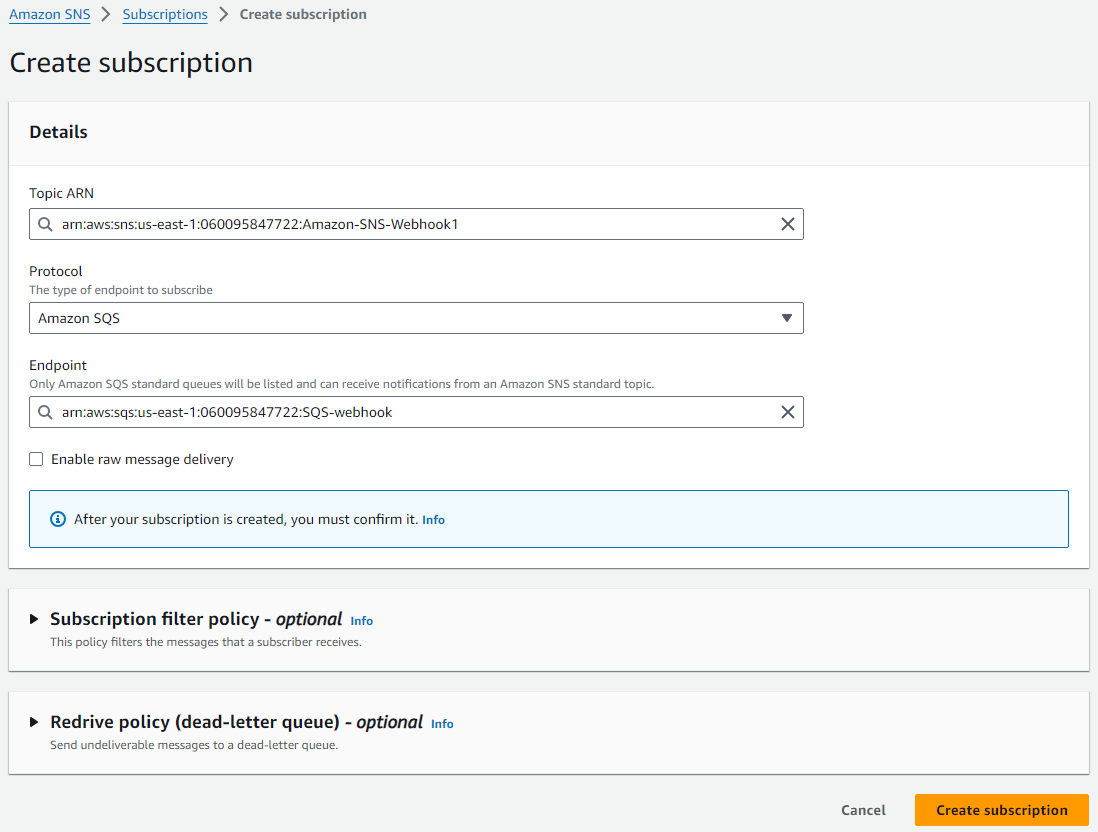 Amazon SNS > Subscriptions > Create subscription
Create subscription
Details
Topic ARN
arn:aws:sns:us-east-1:060095847722:Amazon-SNS-Webhook1
Protocol
The type of endpoint to subscribe
Amazon SQS
Endpoint
Only Amazon SQS standard queues will be listed and can receive notifications from an Amazon SNS standard topic.
arn:aws:sqs:us-east-1:060095847722:SQS-webhook
Enable raw message delivery
After your subscription is created, you must confirm it. Info
Subscription filter policy - optional Info
This policy filters the messages that a subscriber receives.
Redrive policy (dead-letter queue) - optional Info
Send undeliverable messages to a dead-letter queue.
Cancel Create subscription